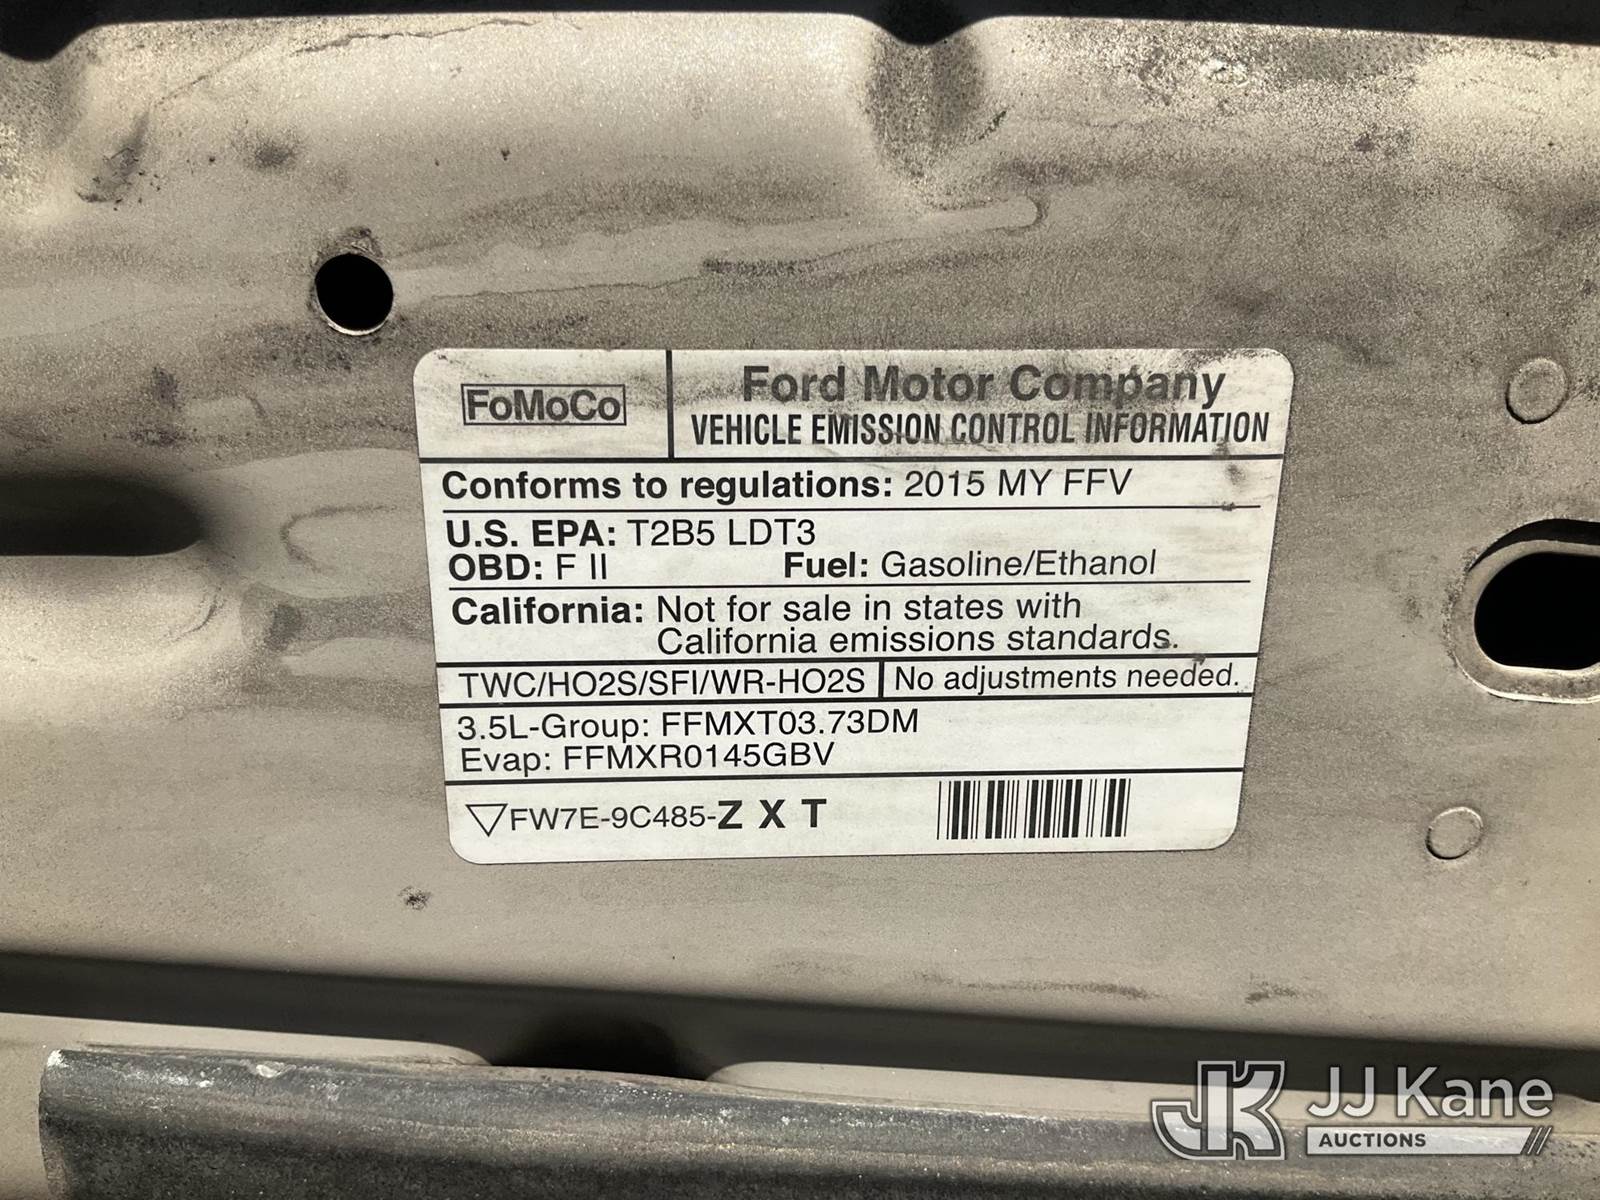 FoMoCo
Ford Motor Company
VEHICLE EMISSION CONTROL INFORMATION
Conforms to regulations: 2015 MY FFV
U.S. EPA: T2B5 LDT3
OBD: F II Fuel: Gasoline/Ethanol
California: Not for sale in states with
California emissions standards.
TWC/HO2S/SFI/WR-HO2S No adjustments needed.
3.5L-Group: FFMXT03.73DM
Evap: FFMXR0145GBV
FW7E-9C485-Z X T
JK JJ Kane
AUCTIONS